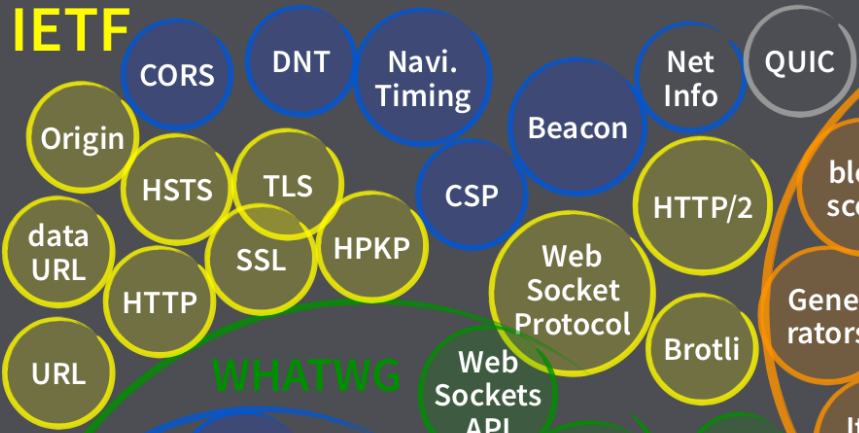 IETF
CORS
DNT
Navi.
Timing
Net
Info
QUIC
Origin
Beacon
HSTS
TLS
CSP
HTTP/2
data
URL
SSL
HPKP
Web
Socket
Protocol
HTTP
Gene
rators
Brotli
URL
WHATWG
Web
Sockets
API